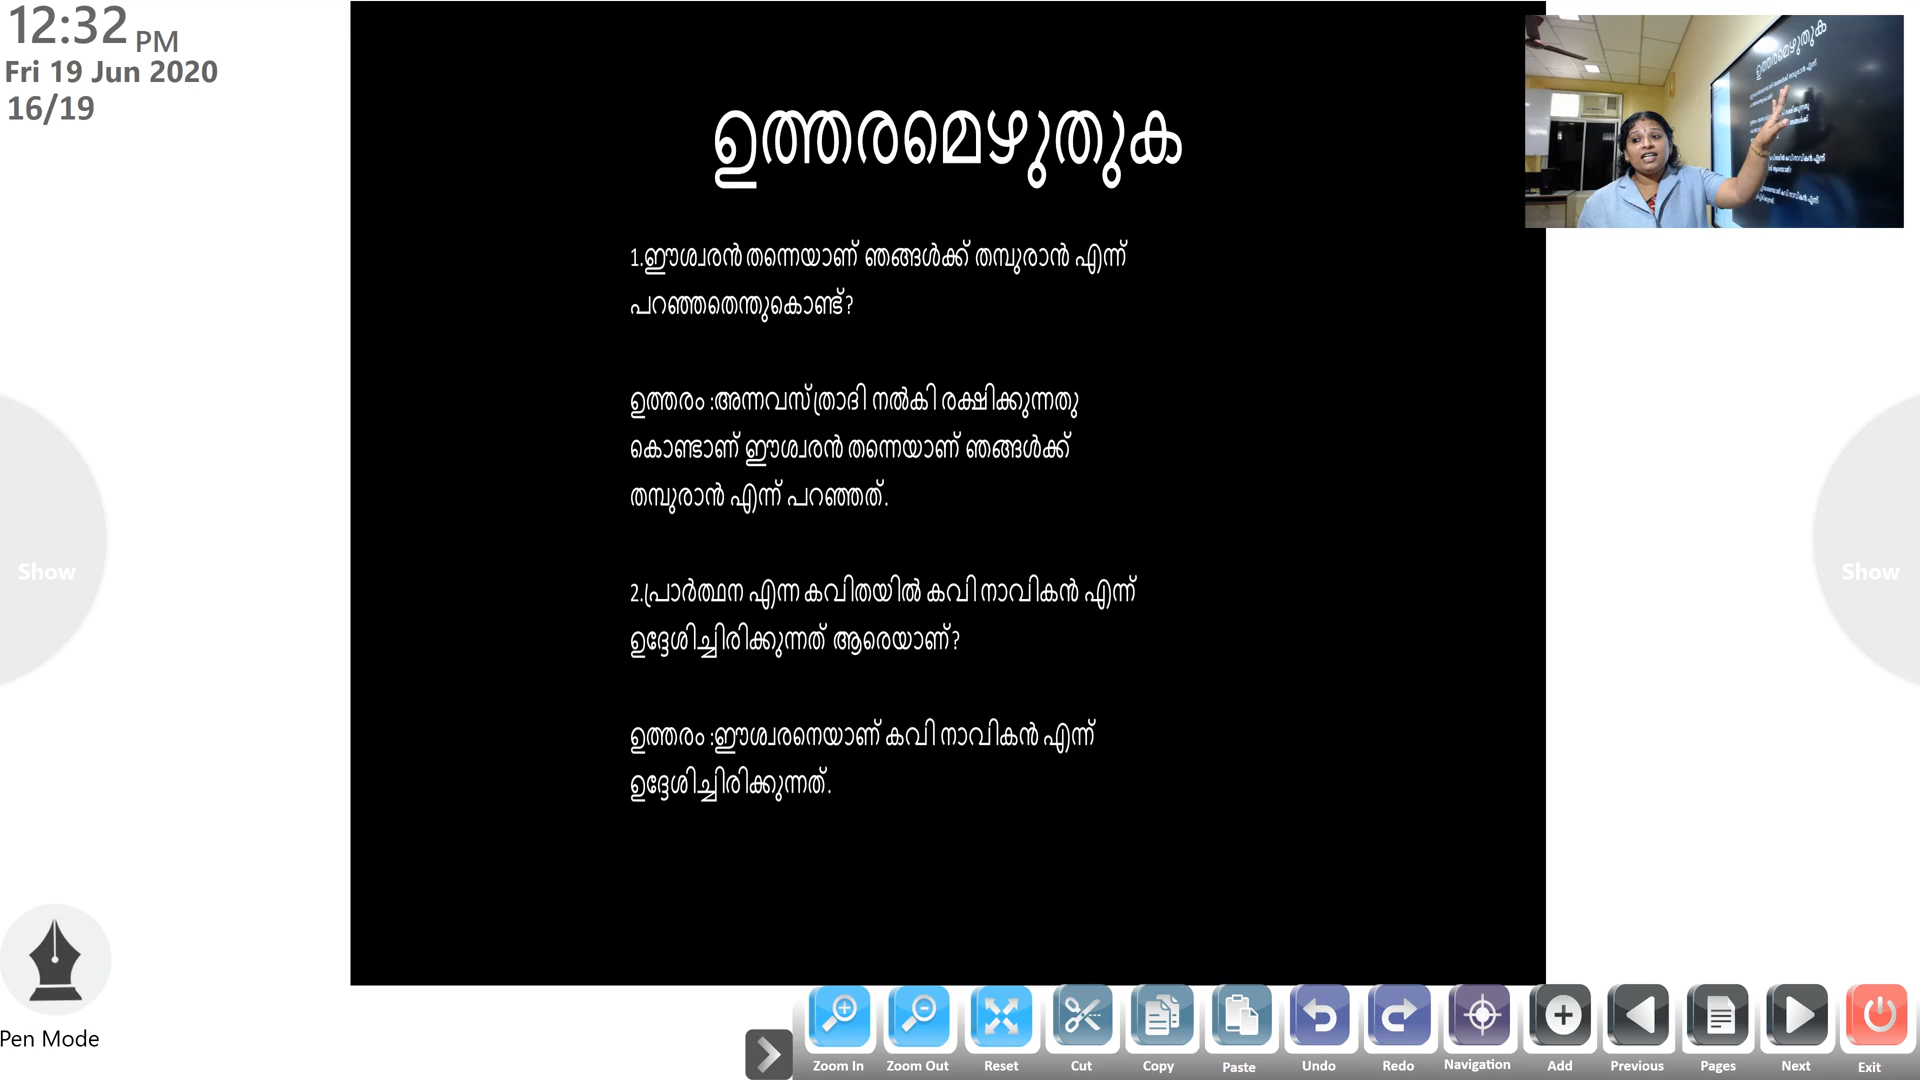 12:32 PM
Fri 19 Jun 2020
16/19
ഉത്തരമെഴുതുക
1.ഈശ്വരൻ തന്നെയാണ് ഞങ്ങൾക്ക് തമ്പുരാൻ എന്ന്
പറഞ്ഞതെന്തുകൊണ്ട്?
ഉത്തരം :അന്നവസ്ത്രാദി നൽകി രക്ഷിക്കുന്നതു
കൊണ്ടാണ് ഈശ്വരൻ തന്നെയാണ് ഞങ്ങൾക്ക്
തമ്പുരാൻ എന്ന് പറഞ്ഞത്.
2.പ്രാർത്ഥന എന്ന കവിതയിൽ കവി നാവികൻ എന്ന്
ഉദ്ദേശിച്ചിരിക്കുന്നത് ആരെയാണ്?
ഉത്തരം :ഈശ്വരനെയാണ് കവി നാവികൻ എന്ന്
ഉദ്ദേശിച്ചിരിക്കുന്നത്.
ഉത്തരമെഴുതുക
Show
Show
Pen Mode
Zoom In Zoom Out Reset Cut Copy Paste Undo Redo Navigation Add Previous Pages Next Exit